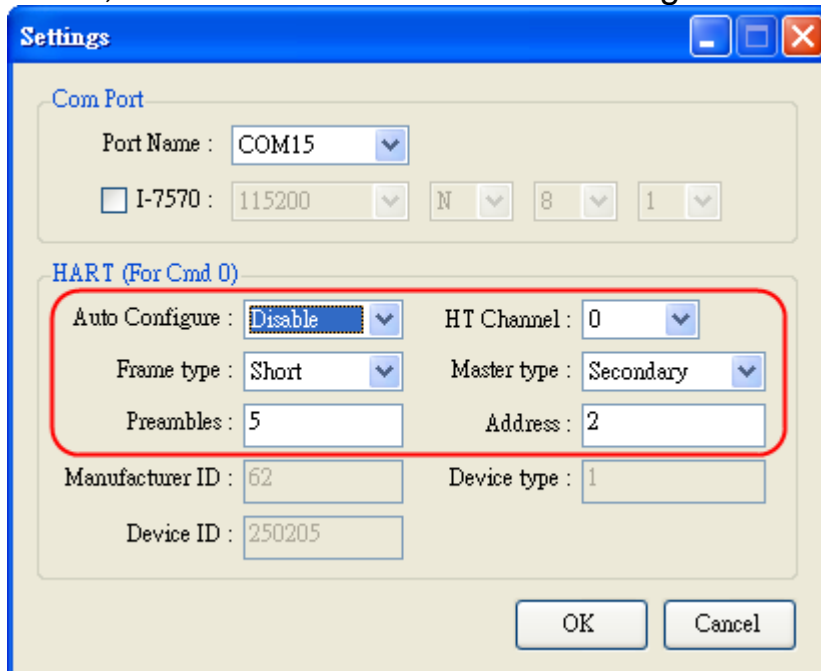 Settings
Com Port
Port Name : COM15
I-7570 : 115200 N 8 1
HART (For Cmd 0)
Auto Configure : Disable HT Channel : 0
Frame type : Short Master type : Secondary
Preambles : 5 Address : 2
Manufacturer ID : 62 Device type : 1
Device ID : 250205
OK Cancel